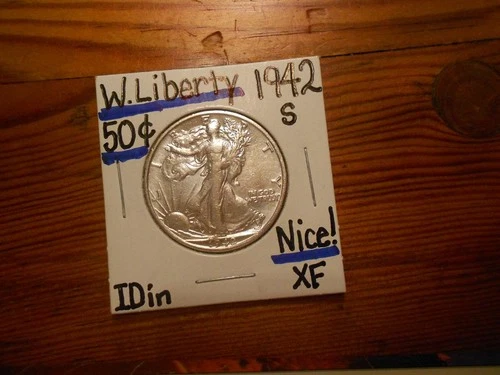 W.Liberty 1942
50¢ S
Nice!
IDin XF